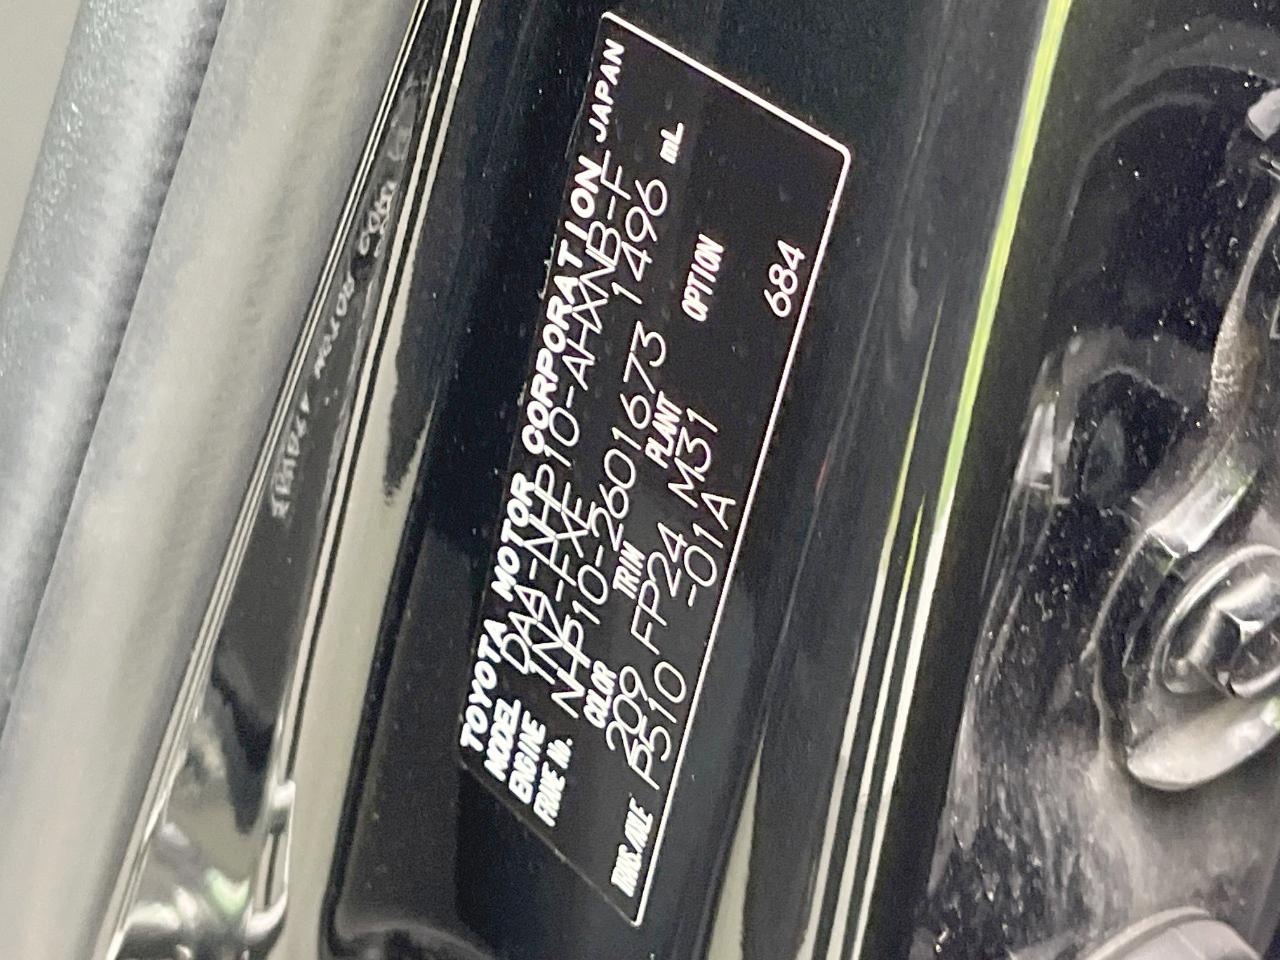 TOYOTA MOTOR CORPORATION JAPAN
MODEL DAA-NHP10-AHXNB-F
ENGINE 1NZ-FXE 1496 mL
FRAME No. NHP10-2601673
COLOR TRIM PLANT OPTION
209 FP24 M31
TRANS./AXLE P510 -01A 684